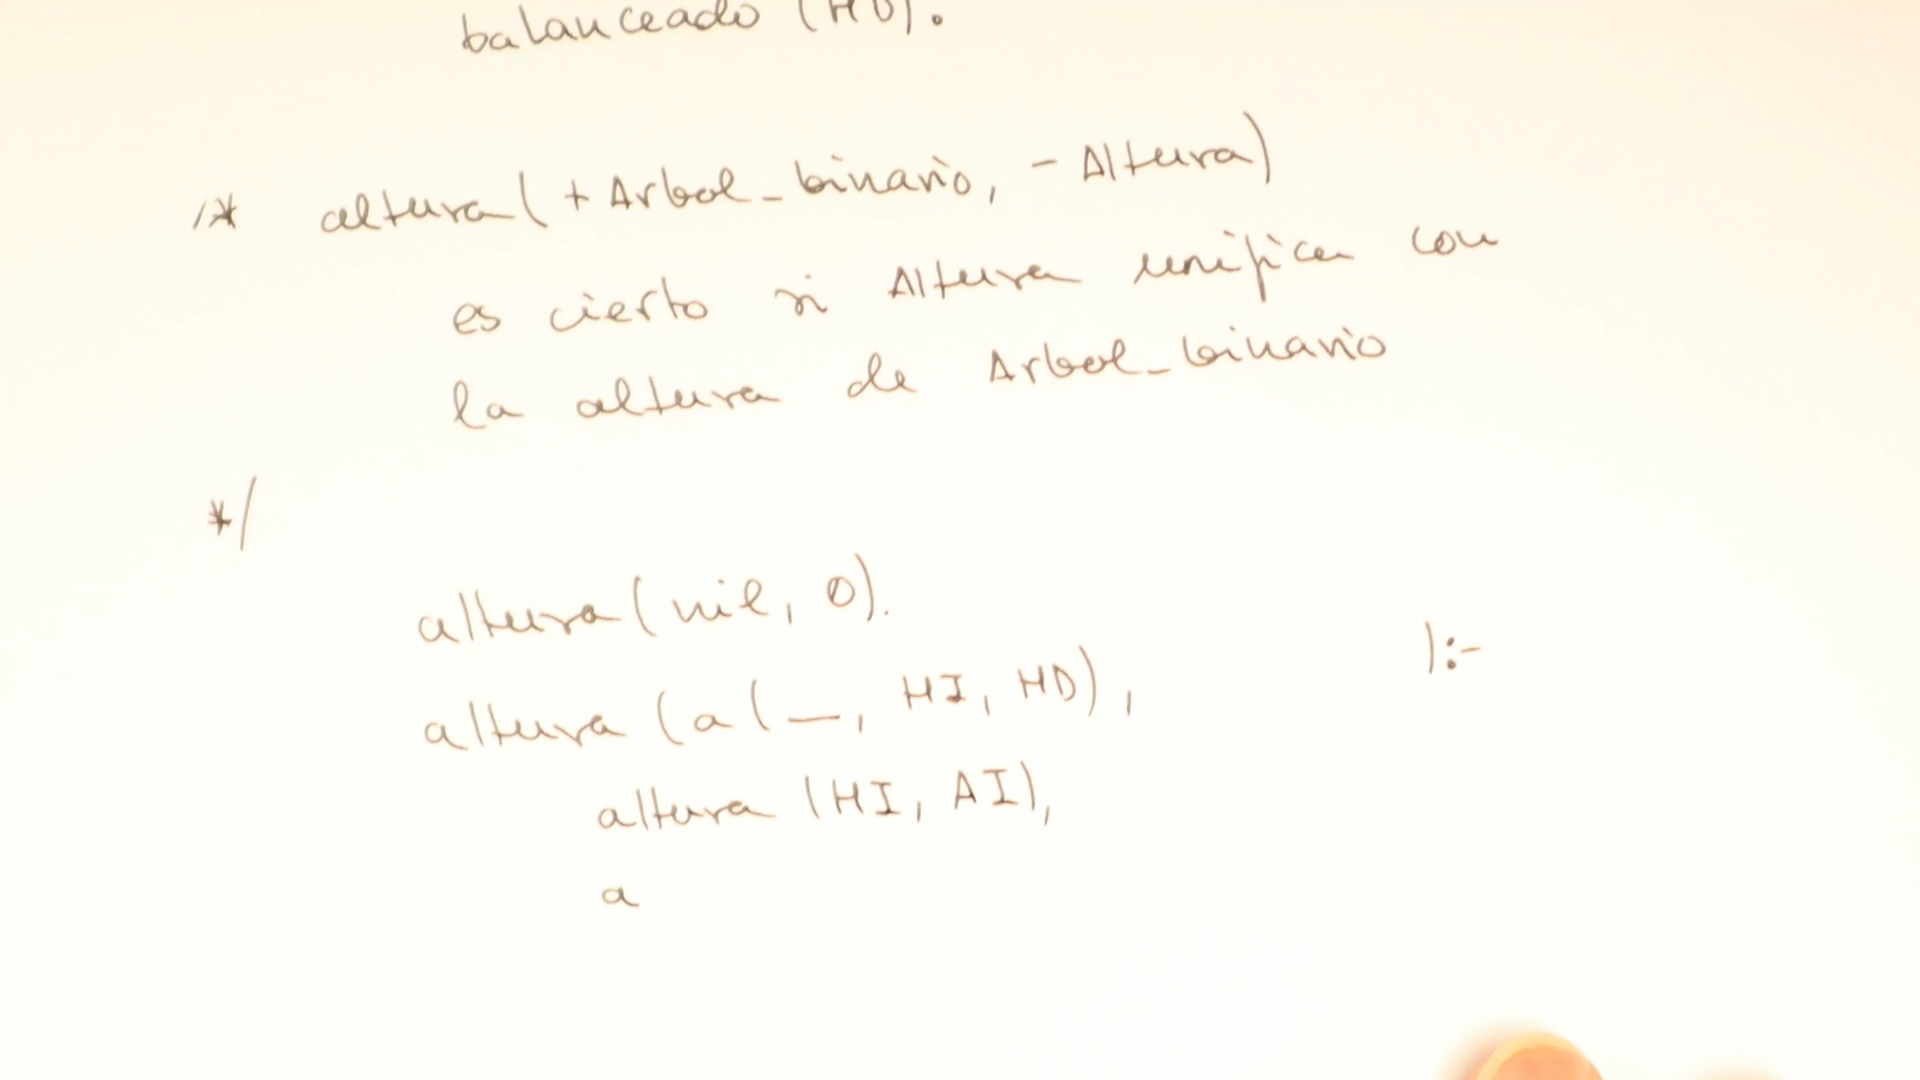 balanceado (HD).
/* altura(+Arbol_binario, -Altura)
es cierto si Altura unifica con
la altura de Arbol_binario
*/
altura(nil, 0).
altura(a(_, HI, HD), ):-
altura(HI, AI),
a